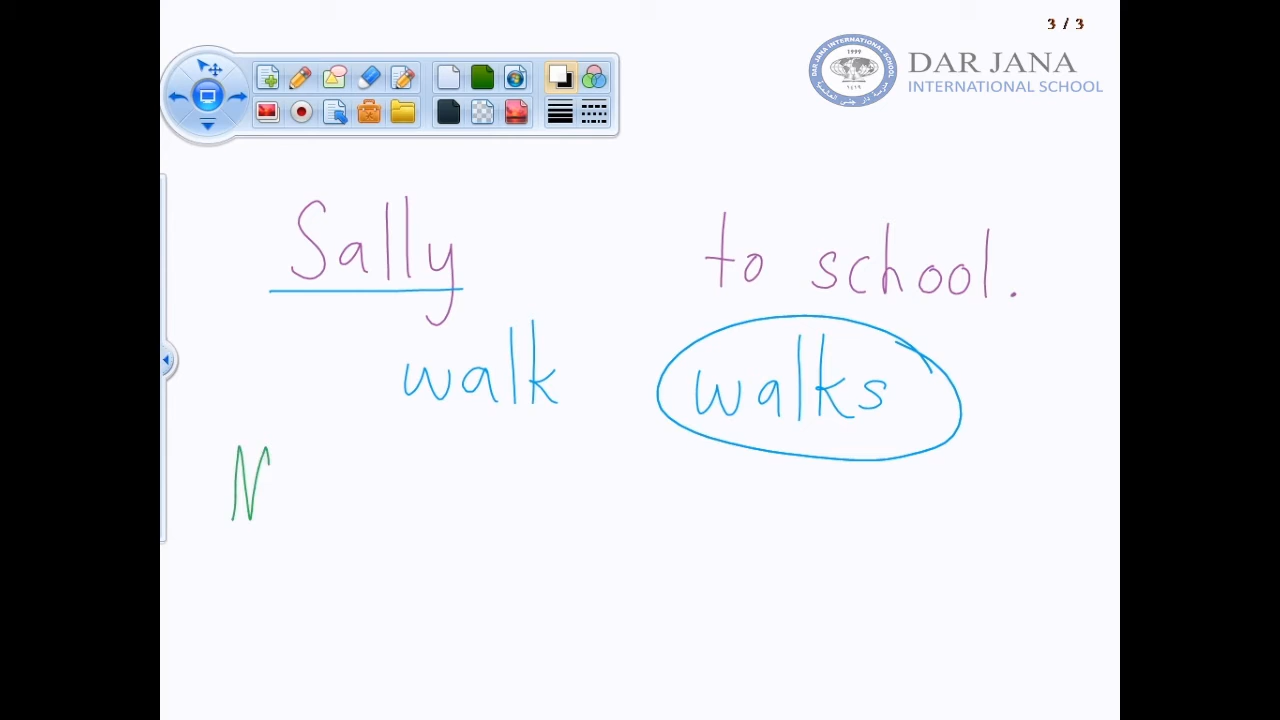 3 / 3
DAR JANA
INTERNATIONAL SCHOOL
Sally to school.
walk walks
N